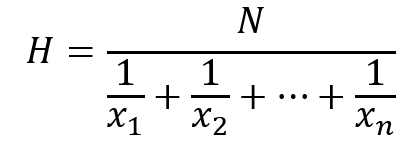 H = N / (1/x₁ + 1/x₂ + ⋯ + 1/xₙ)